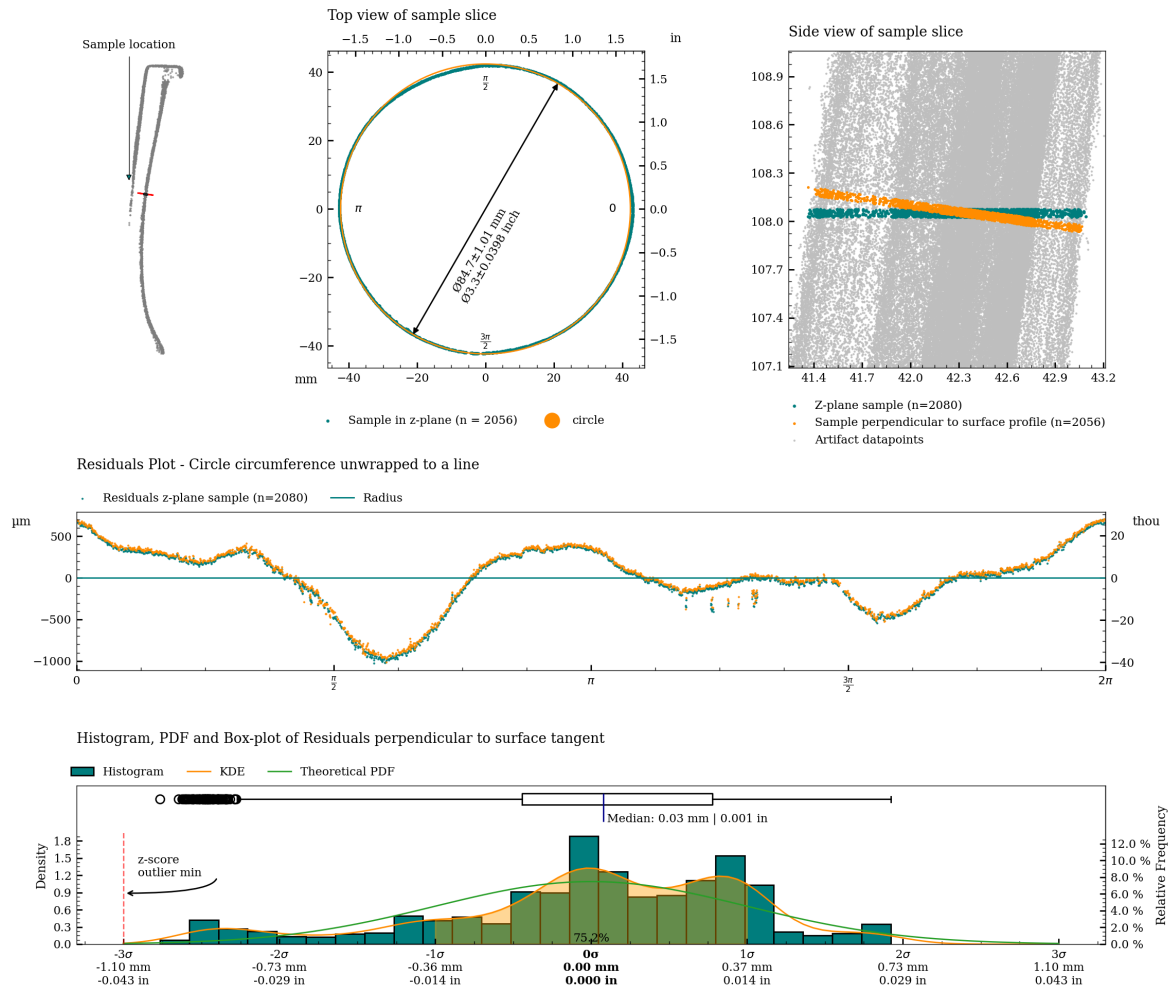 Sample location
Top view of sample slice
−1.5 −1.0 −0.5 0.0 0.5 1.0 1.5 in
40
20
0
−20
−40
1.5
1.0
0.5
0.0
−0.5
−1.0
−1.5
π/2
π
0
3π/2
Ø84.7±1.01 mm
Ø3.3±0.0398 inch
mm −40 −20 0 20 40
Sample in z-plane (n = 2056) circle
Side view of sample slice
108.9
108.6
108.3
108.0
107.7
107.4
107.1
41.4 41.7 42.0 42.3 42.6 42.9 43.2
Z-plane sample (n=2080)
Sample perpendicular to surface profile (n=2056)
Artifact datapoints
Residuals Plot - Circle circumference unwrapped to a line
Residuals z-plane sample (n=2080) Radius
µm
500
0
−500
−1000
thou
20
0
−20
−40
0 π/2 π 3π/2 2π
Histogram, PDF and Box-plot of Residuals perpendicular to surface tangent
Histogram KDE Theoretical PDF
Median: 0.03 mm | 0.001 in
z-score
outlier min
Density
1.8
1.5
1.2
0.9
0.6
0.3
0.0
Relative Frequency
12.0 %
10.0 %
8.0 %
6.0 %
4.0 %
2.0 %
0.0 %
75.2%
-3σ -2σ -1σ 0σ 1σ 2σ 3σ
-1.10 mm -0.73 mm -0.36 mm 0.00 mm 0.37 mm 0.73 mm 1.10 mm
-0.043 in -0.029 in -0.014 in 0.000 in 0.014 in 0.029 in 0.043 in